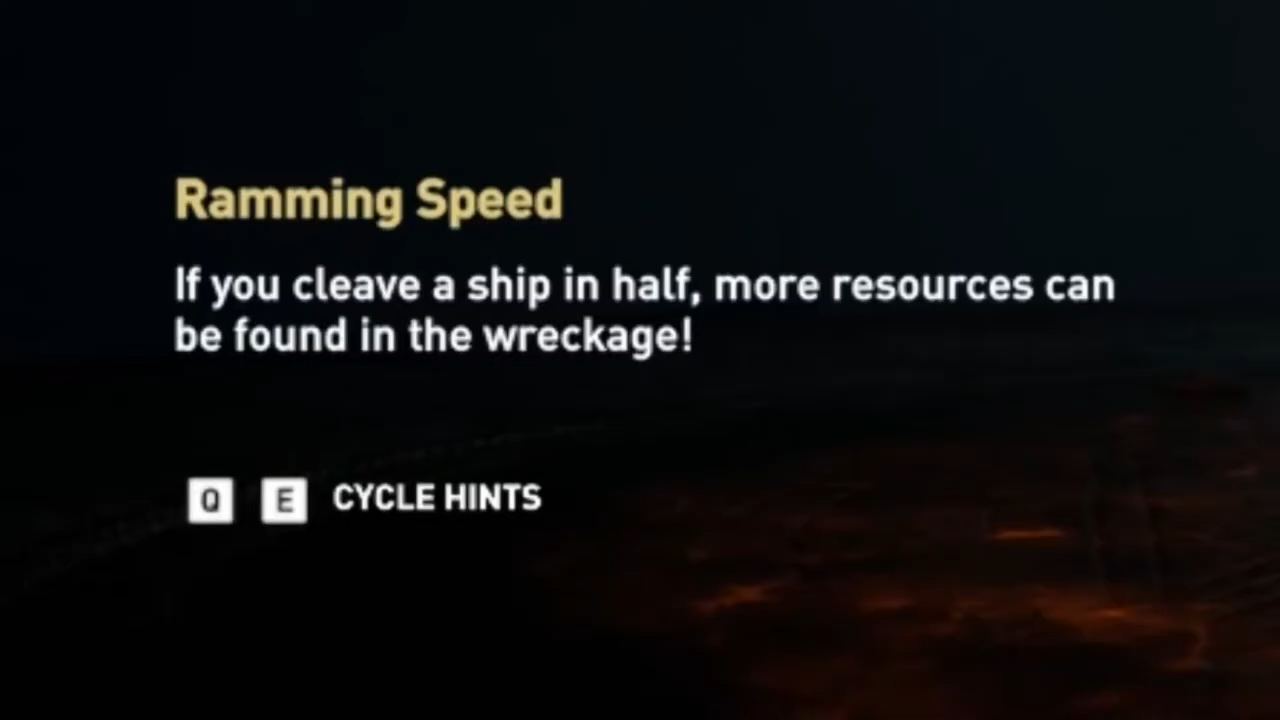 Ramming Speed
If you cleave a ship in half, more resources can
be found in the wreckage!
Q E CYCLE HINTS